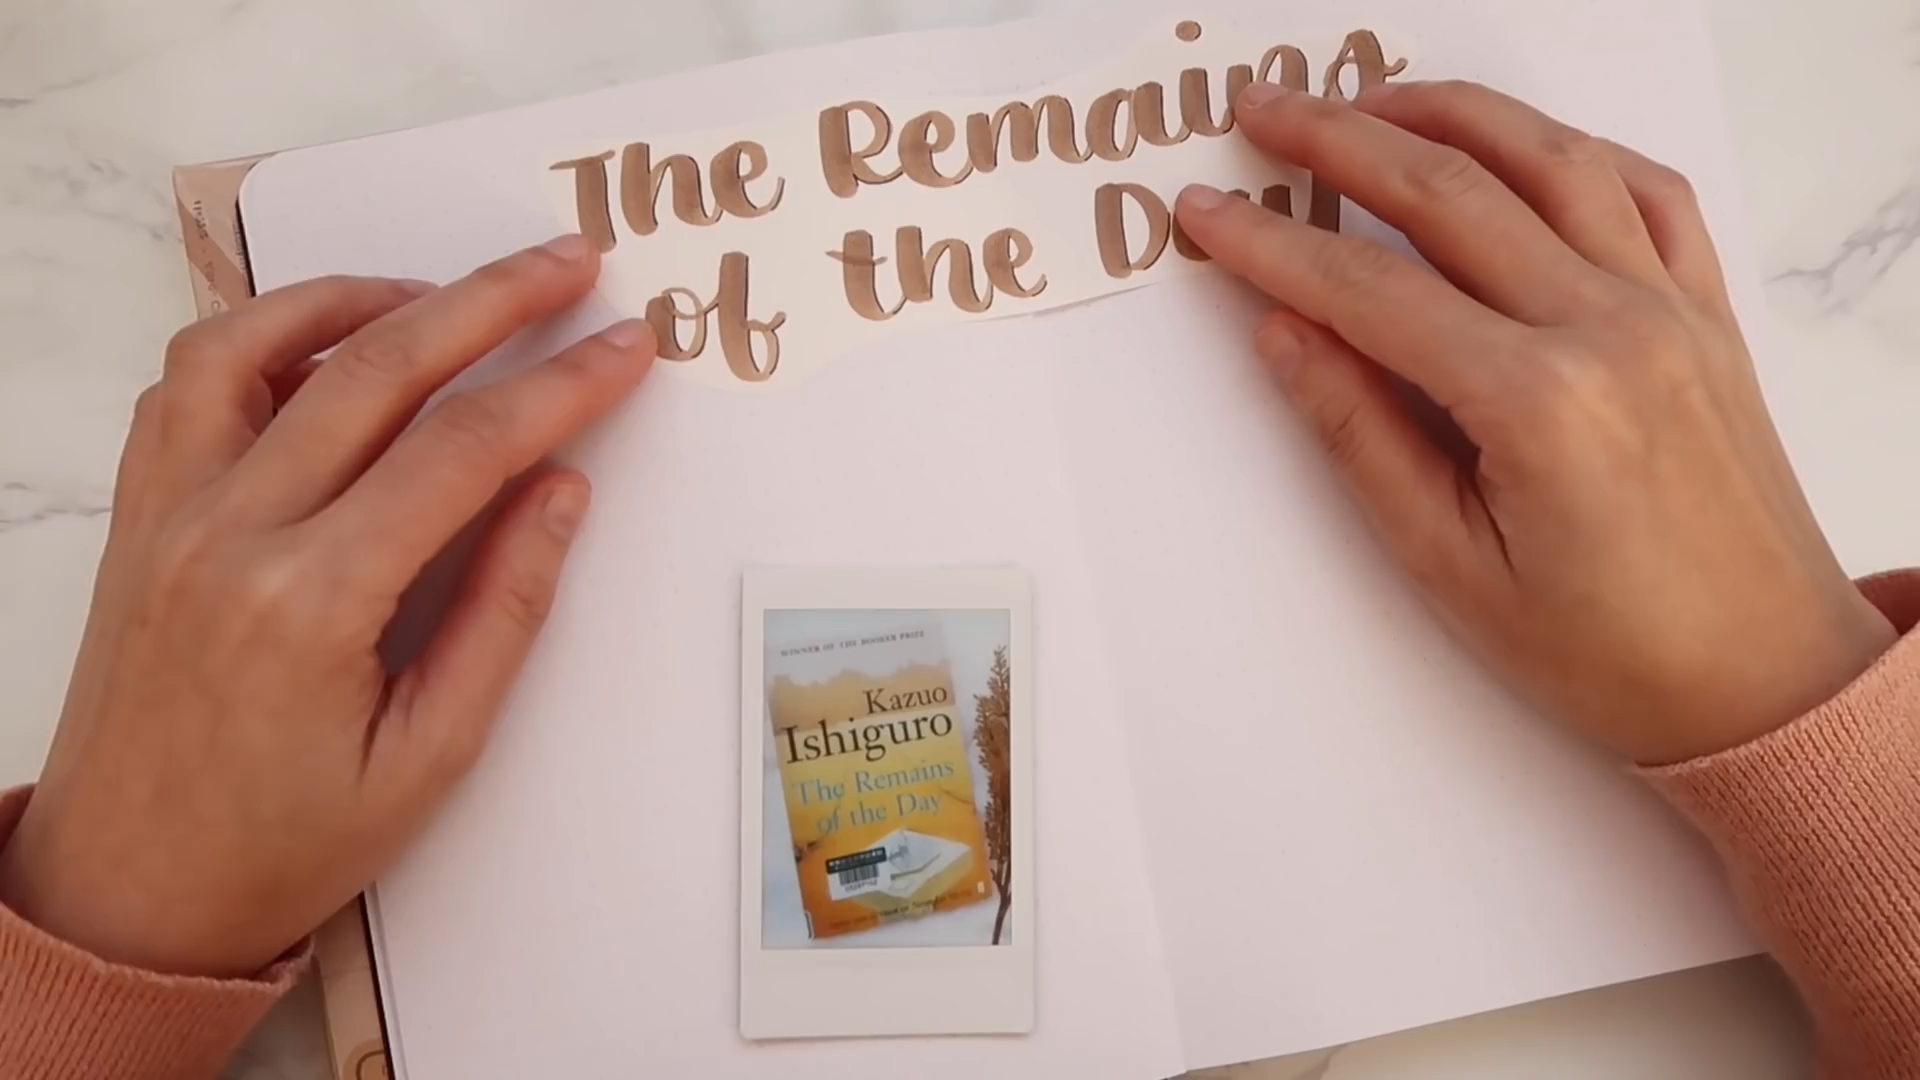 The Remains
of the Day
WINNER OF THE BOOKER PRIZE
Kazuo
Ishiguro
The Remains
of the Day